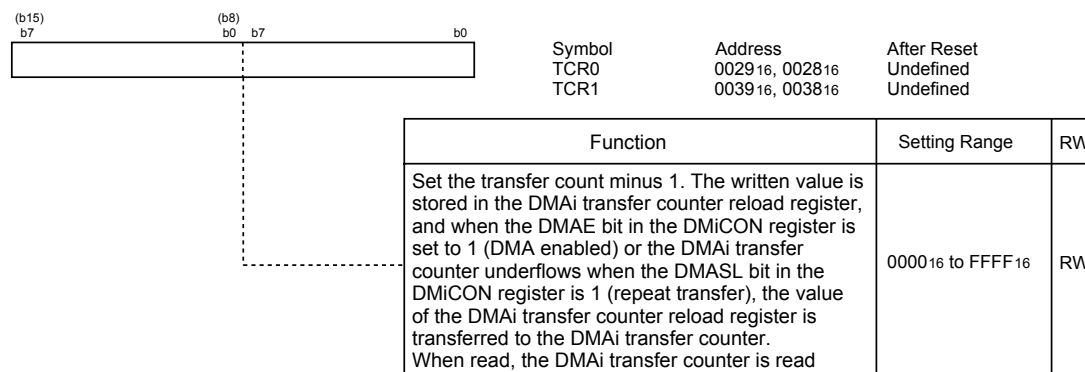 (b15) (b8)
b7 b0 b7 b0
Symbol Address After Reset
TCR0 002916, 002816 Undefined
TCR1 003916, 003816 Undefined
Function Setting Range RW
Set the transfer count minus 1. The written value is
stored in the DMAi transfer counter reload register,
and when the DMAE bit in the DMiCON register is
set to 1 (DMA enabled) or the DMAi transfer
counter underflows when the DMASL bit in the
DMiCON register is 1 (repeat transfer), the value
of the DMAi transfer counter reload register is
transferred to the DMAi transfer counter.
When read, the DMAi transfer counter is read
000016 to FFFF16 RW